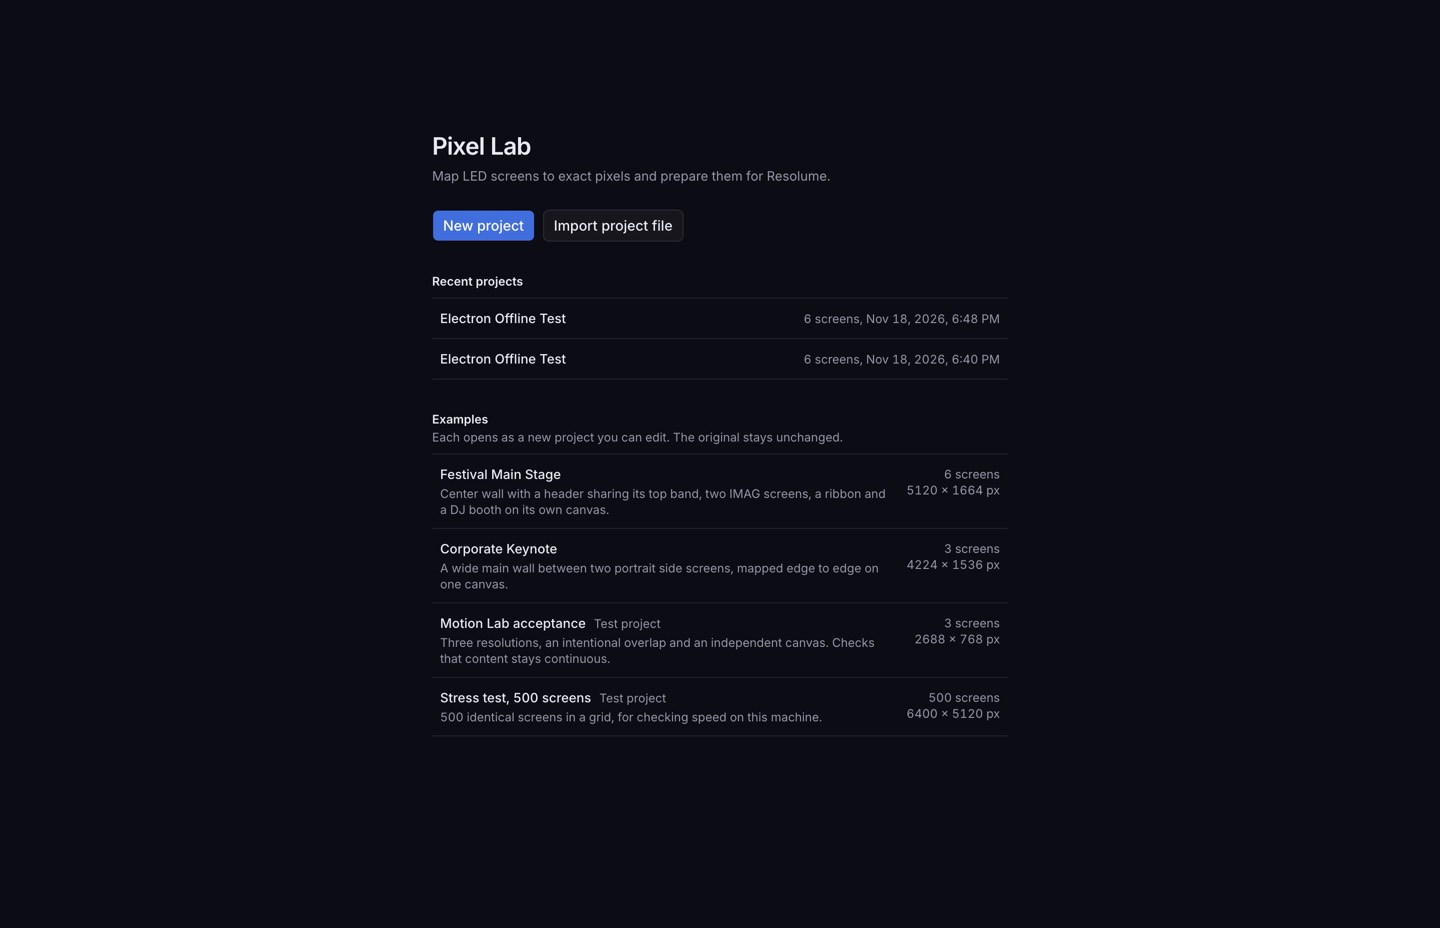 Pixel Lab
Map LED screens to exact pixels and prepare them for Resolume.
New project
Import project file
Recent projects
Electron Offline Test
6 screens, Nov 18, 2026, 6:48 PM
Electron Offline Test
6 screens, Nov 18, 2026, 6:40 PM
Examples
Each opens as a new project you can edit. The original stays unchanged.
Festival Main Stage
6 screens
5120 × 1664 px
Center wall with a header sharing its top band, two IMAG screens, a ribbon and
a DJ booth on its own canvas.
Corporate Keynote
3 screens
4224 × 1536 px
A wide main wall between two portrait side screens, mapped edge to edge on
one canvas.
Motion Lab acceptance Test project
3 screens
2688 × 768 px
Three resolutions, an intentional overlap and an independent canvas. Checks
that content stays continuous.
Stress test, 500 screens Test project
500 screens
6400 × 5120 px
500 identical screens in a grid, for checking speed on this machine.